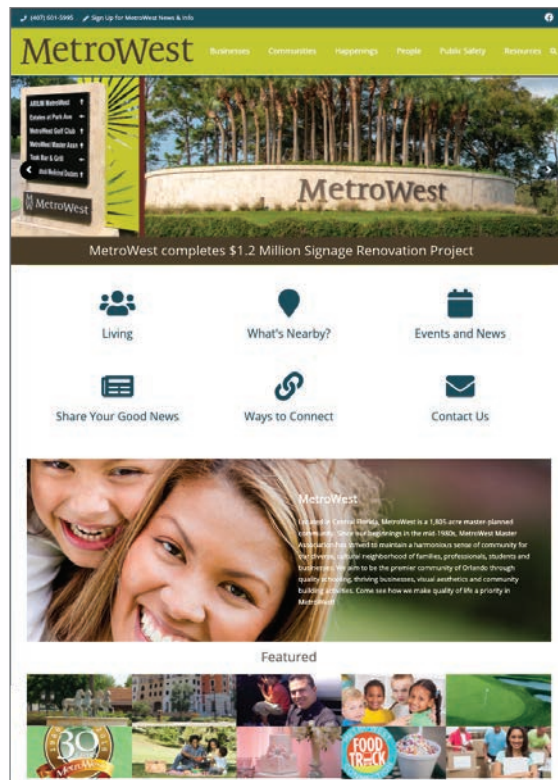 (407) 601-5995 Sign Up for MetroWest News & Info
MetroWest
Businesses Communities Happenings People Public Safety Resources
ARIUM MetroWest
Estates at Park Ave
MetroWest Golf Club
MetroWest Master Assn
Task Bar & Grill
MetroWest
MetroWest
MetroWest completes $1.2 Million Signage Renovation Project
Living What's Nearby? Events and News
Share Your Good News Ways to Connect Contact Us
MetroWest
Located in Central Florida, MetroWest is a 1,805-acre master-planned
community. Since our beginnings in the mid-1980s, MetroWest Master
Association has strived to maintain a harmonious sense of community for
our diverse, cultural neighborhood of families, professionals, students and
businesses. We aim to be the premier community of Orlando through
quality schooling, thriving businesses, visual aesthetics and community
building activities. Come see how we make quality of life a priority in
MetroWest!
Featured
30
MetroWest
FOOD
TRUCK